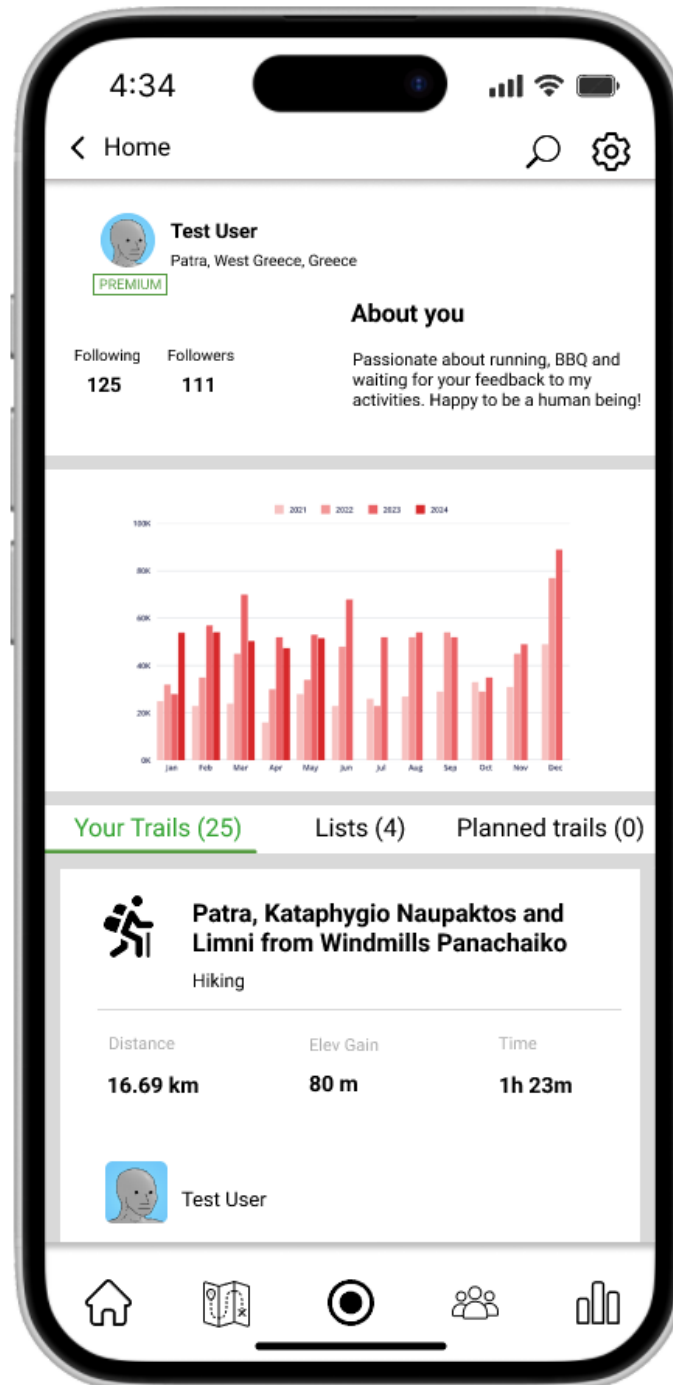 4:34
Home
Test User
Patra, West Greece, Greece
PREMIUM
About you
Following Followers
125 111
Passionate about running, BBQ and
waiting for your feedback to my
activities. Happy to be a human being!
2021 2022 2023 2024
100K
80K
60K
40K
20K
0K
Jan Feb Mar Apr May Jun Jul Aug Sep Oct Nov Dec
Your Trails (25) Lists (4) Planned trails (0)
Patra, Kataphygio Naupaktos and
Limni from Windmills Panachaiko
Hiking
Distance Elev Gain Time
16.69 km 80 m 1h 23m
Test User